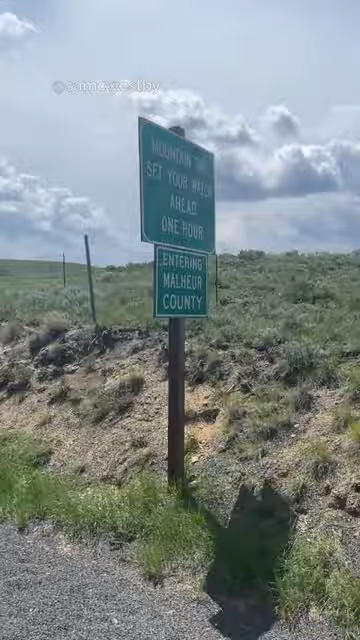 MOUNTAIN
SET YOUR WATCH
AHEAD
ONE HOUR
ENTERING
MALHEUR
COUNTY